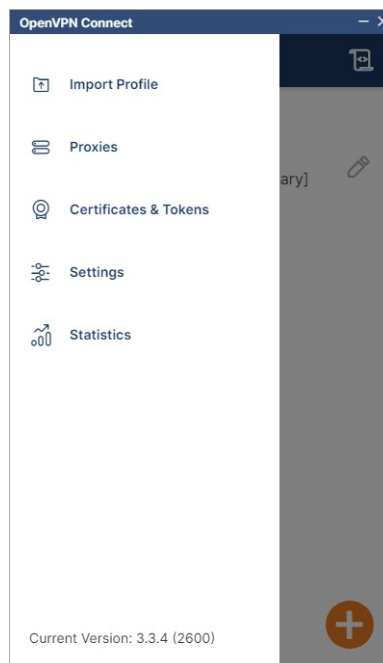 OpenVPN Connect
Import Profile
Proxies
ary]
Certificates & Tokens
Settings
Statistics
Current Version: 3.3.4 (2600)